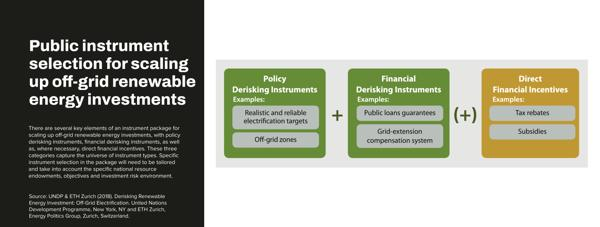 Public instrument
selection for scaling
up off-grid renewable
energy investments
There are several key elements of an instrument package for
scaling up off-grid renewable energy investments, with policy
derisking instruments, financial derisking instruments, as well
as, where necessary, direct financial incentives. These three
categories capture the universe of instrument types. Specific
instrument selection in the package will need to be tailored
and take into account the specific national resource
endowments, objectives and investment risk environment.
Source: UNDP & ETH Zurich (2018). Derisking Renewable
Energy Investment: Off-Grid Electrification. United Nations
Development Programme, New York, NY and ETH Zurich,
Energy Politics Group, Zurich, Switzerland.
Policy
Derisking Instruments
Examples:
Realistic and reliable
electrification targets
Off-grid zones
+
Financial
Derisking Instruments
Examples:
Public loans guarantees
Grid-extension
compensation system
(+)
Direct
Financial Incentives
Examples:
Tax rebates
Subsidies